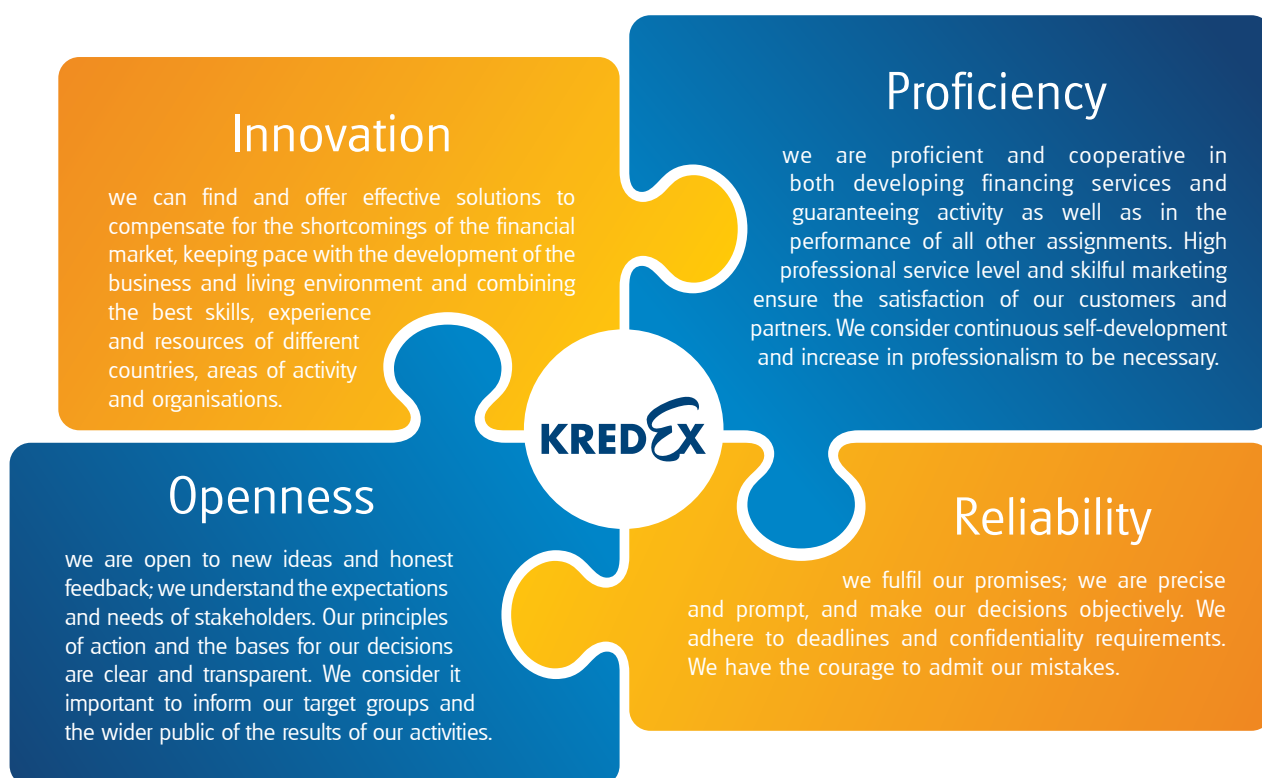 Innovation
we can find and offer effective solutions to
compensate for the shortcomings of the financial
market, keeping pace with the development of the
business and living environment and combining
the best skills, experience
and resources of different
countries, areas of activity
and organisations.
Proficiency
we are proficient and cooperative in
both developing financing services and
guaranteeing activity as well as in the
performance of all other assignments. High
professional service level and skilful marketing
ensure the satisfaction of our customers and
partners. We consider continuous self-development
and increase in professionalism to be necessary.
KREDEX
Openness
we are open to new ideas and honest
feedback; we understand the expectations
and needs of stakeholders. Our principles
of action and the bases for our decisions
are clear and transparent. We consider it
important to inform our target groups and
the wider public of the results of our activities.
Reliability
we fulfil our promises; we are precise
and prompt, and make our decisions objectively. We
adhere to deadlines and confidentiality requirements.
We have the courage to admit our mistakes.